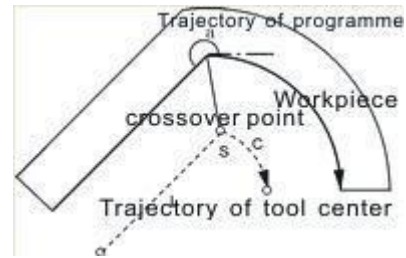 Trajectory of programme
a
Workpiece
crossover point
S
C
L
Trajectory of tool center
α